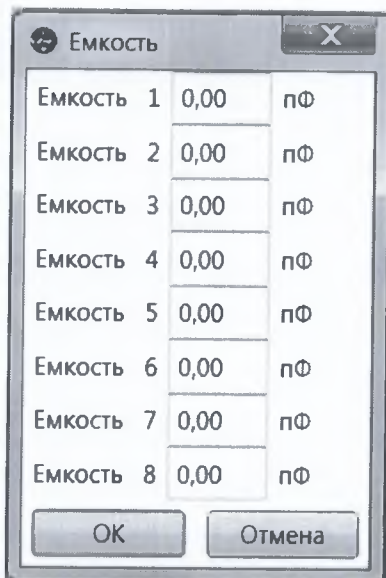 Емкость
Емкость 1 0,00 пФ
Емкость 2 0,00 пФ
Емкость 3 0,00 пФ
Емкость 4 0,00 пФ
Емкость 5 0,00 пФ
Емкость 6 0,00 пФ
Емкость 7 0,00 пФ
Емкость 8 0,00 пФ
ОК Отмена